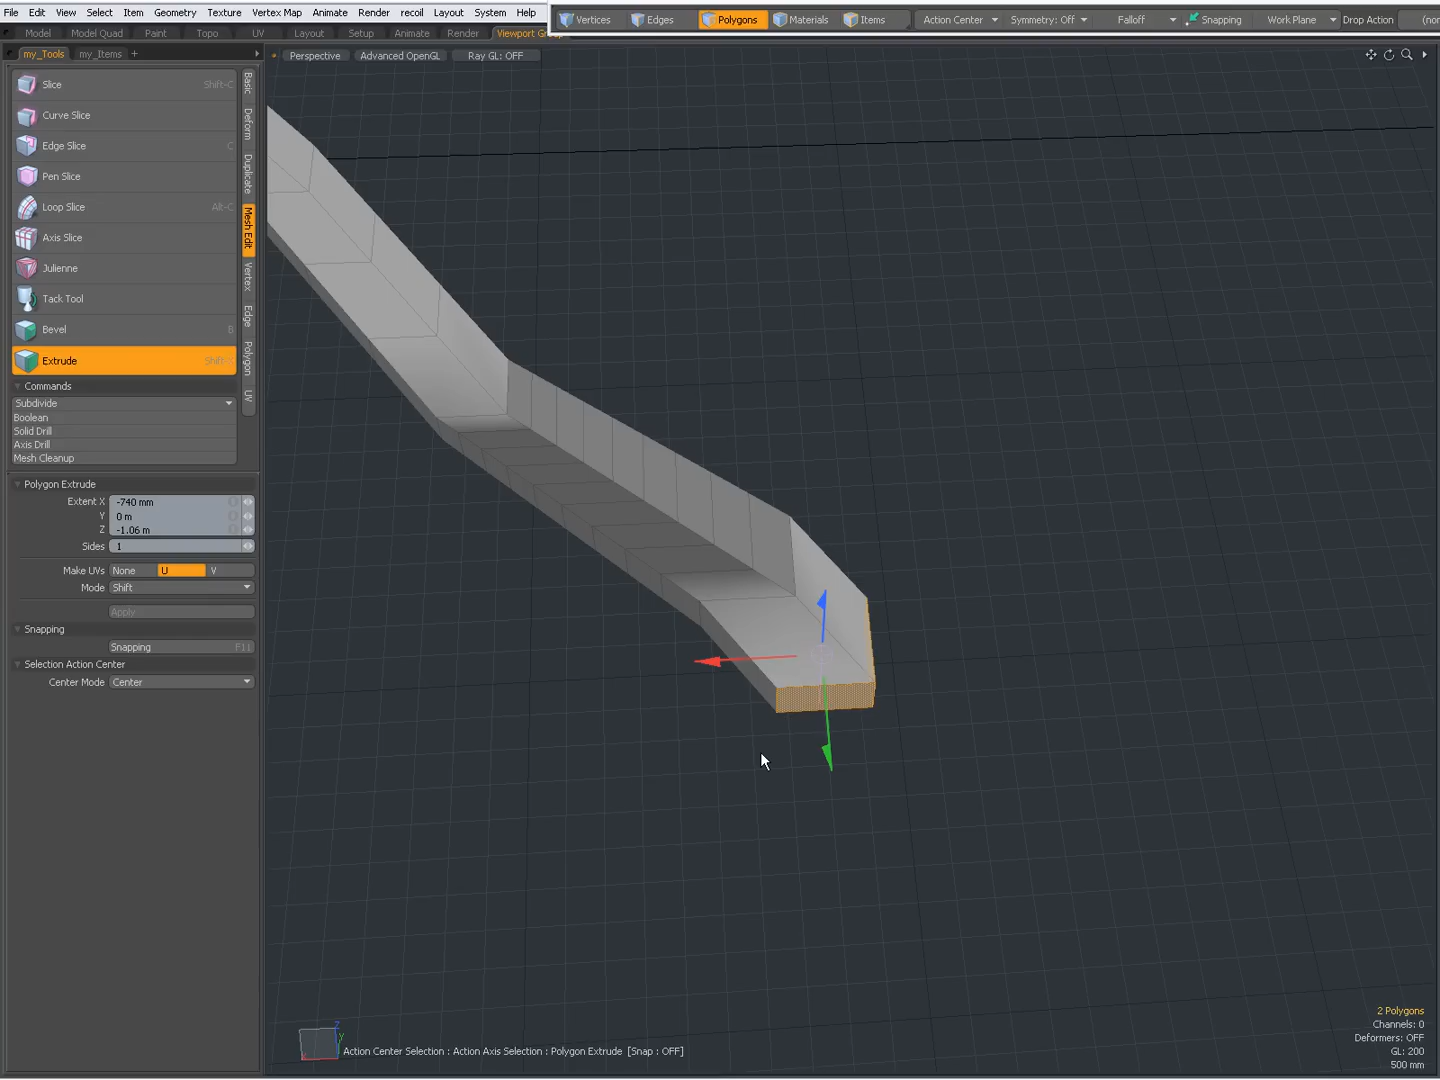 File Edit View Select Item Geometry Texture Vertex Map Animate Render recoil Layout System Help
Vertices Edges Polygons Materials Items Action Center Symmetry: Off Falloff Snapping Work Plane Drop Action (nor
Model Model Quad Paint Topo UV Layout Setup Animate Render Viewport Gr
my_Tools my_Items +
Perspective Advanced OpenGL Ray GL: OFF
Slice Shift-C
Curve Slice
Edge Slice C
Pen Slice
Loop Slice Alt-C
Axis Slice
Julienne
Tack Tool
Bevel B
Extrude Shift-
Basic
Deform
Duplicate
Mesh Edit
Vertex
Edge
Polygon
UV
Commands
Subdivide
Boolean
Solid Drill
Axis Drill
Mesh Cleanup
Polygon Extrude
Extent X -740 mm
Y 0 m
Z -1.06 m
Sides 1
Make UVs None U V
Mode Shift
Apply
Snapping
Snapping F11
Selection Action Center
Center Mode Center
Z
Y
Action Center Selection : Action Axis Selection : Polygon Extrude [Snap : OFF]
2 Polygons
Channels: 0
Deformers: OFF
GL: 200
500 mm